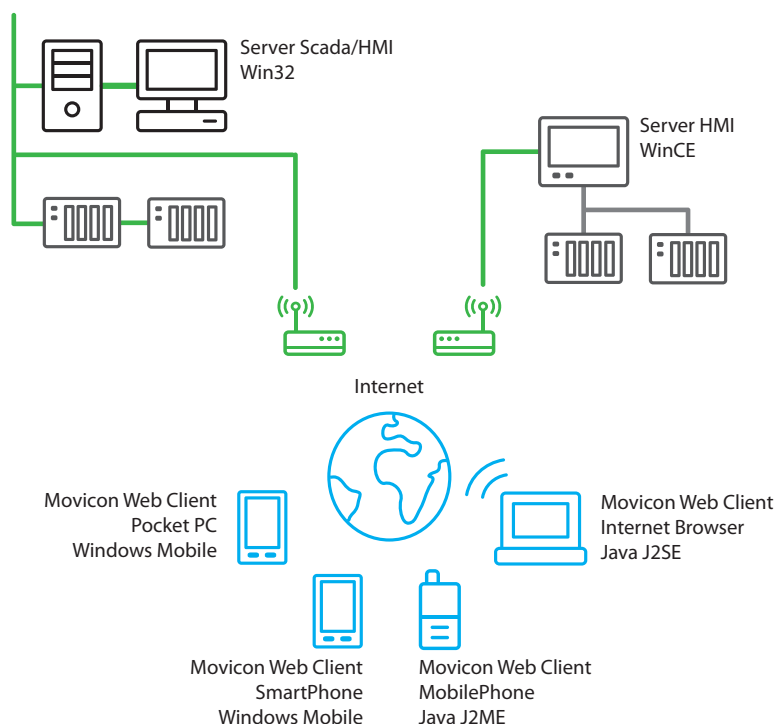 Server Scada/HMI
Win32
Server HMI
WinCE
Internet
Movicon Web Client
Pocket PC
Windows Mobile
Movicon Web Client
Internet Browser
Java J2SE
Movicon Web Client
SmartPhone
Windows Mobile
Movicon Web Client
MobilePhone
Java J2ME